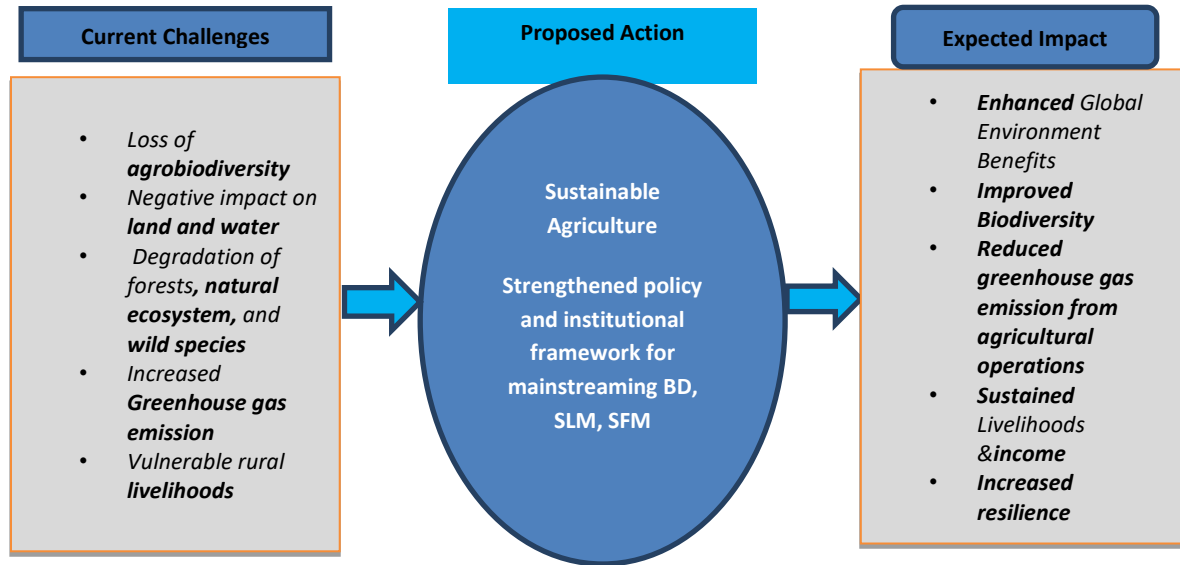 Current Challenges
• Loss of
agrobiodiversity
• Negative impact on
land and water
• Degradation of
forests, natural
ecosystem, and
wild species
• Increased
Greenhouse gas
emission
• Vulnerable rural
livelihoods
Proposed Action
Sustainable
Agriculture
Strengthened policy
and institutional
framework for
mainstreaming BD,
SLM, SFM
Expected Impact
• Enhanced Global
Environment
Benefits
• Improved
Biodiversity
• Reduced
greenhouse gas
emission from
agricultural
operations
• Sustained
Livelihoods
&income
• Increased
resilience